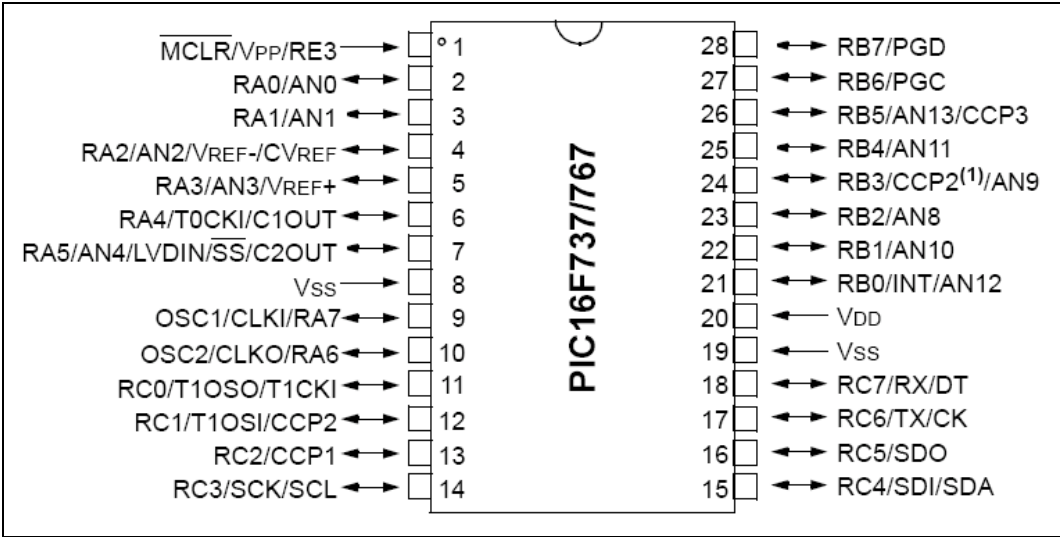 MCLR/VPP/RE3
RA0/AN0
RA1/AN1
RA2/AN2/VREF-/CVREF
RA3/AN3/VREF+
RA4/T0CKI/C1OUT
RA5/AN4/LVDIN/SS/C2OUT
VSS
OSC1/CLKI/RA7
OSC2/CLKO/RA6
RC0/T1OSO/T1CKI
RC1/T1OSI/CCP2
RC2/CCP1
RC3/SCK/SCL
1
2
3
4
5
6
7
8
9
10
11
12
13
14
PIC16F737/767
28
27
26
25
24
23
22
21
20
19
18
17
16
15
RB7/PGD
RB6/PGC
RB5/AN13/CCP3
RB4/AN11
RB3/CCP2(1)/AN9
RB2/AN8
RB1/AN10
RB0/INT/AN12
VDD
VSS
RC7/RX/DT
RC6/TX/CK
RC5/SDO
RC4/SDI/SDA